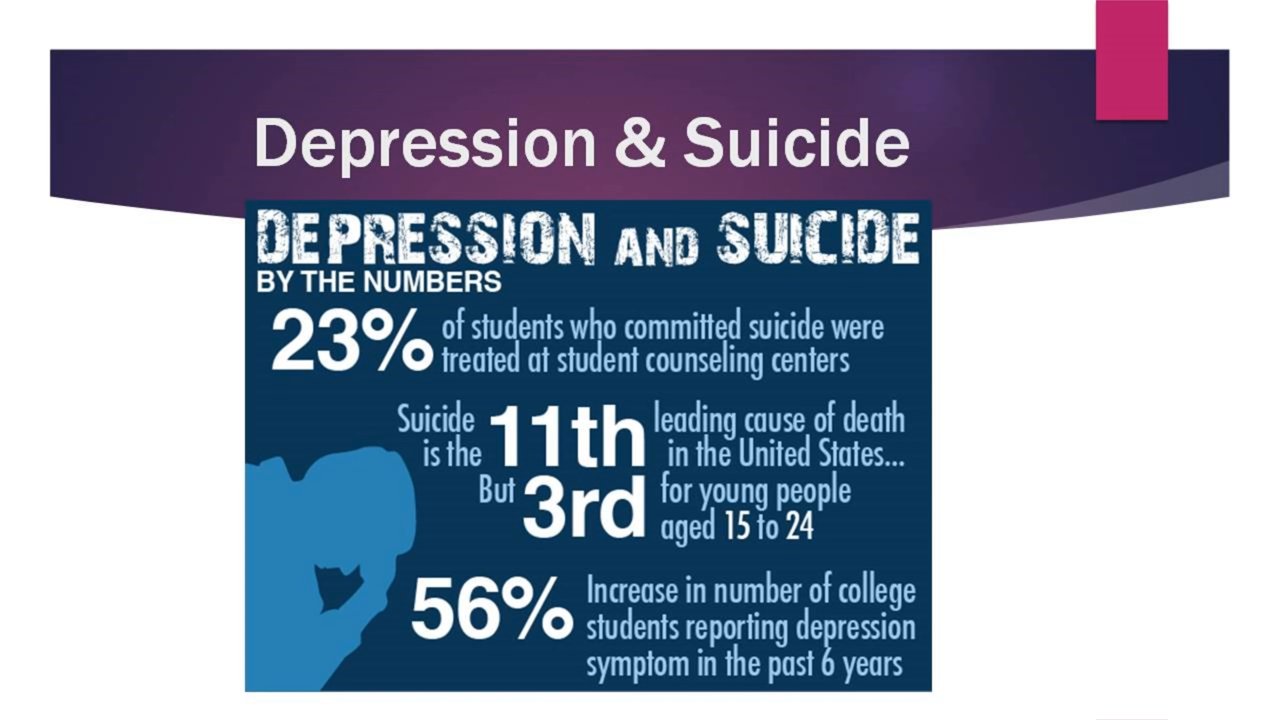 Depression & Suicide
DEPRESSION AND SUICIDE
BY THE NUMBERS
23% of students who committed suicide were
treated at student counseling centers
Suicide
is the
11th
leading cause of death
in the United States...
But 3rd
for young people
aged 15 to 24
56%
Increase in number of college
students reporting depression
symptom in the past 6 years